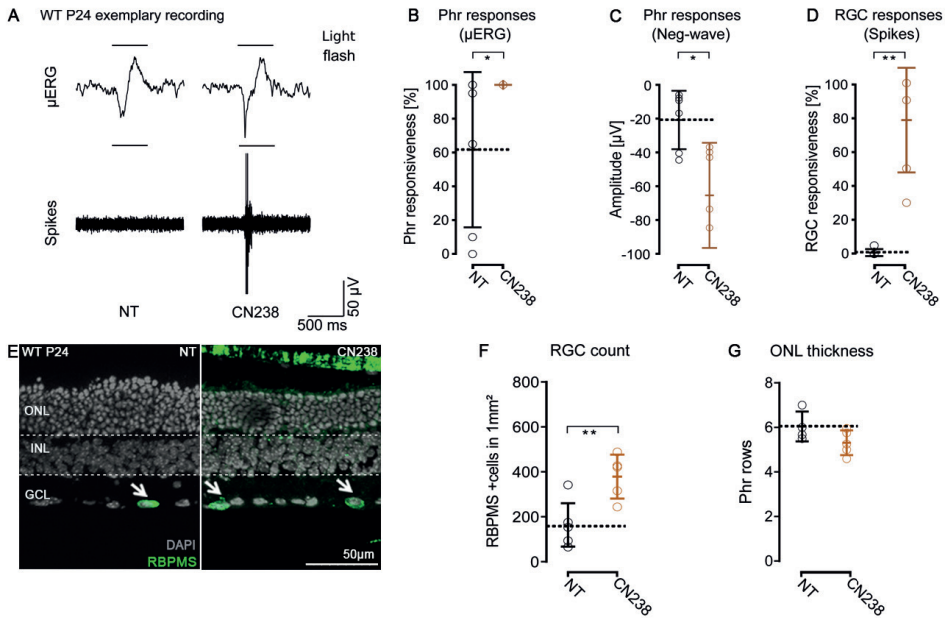 A WT P24 exemplary recording
Light
flash
µERG
Spikes
NT
CN238
50 µV
500 ms
B Phr responses
(µERG)
*
Phr responsiveness [%]
100
80
60
40
20
0
NT
CN238
C Phr responses
(Neg-wave)
*
Amplitude [µV]
0
-20
-40
-60
-80
-100
NT
CN238
D RGC responses
(Spikes)
**
RGC responsiveness [%]
100
80
60
40
20
0
NT
CN238
E WT P24 NT CN238
ONL
INL
GCL
DAPI
RBPMS
50µm
F RGC count
**
RBPMS +cells in 1mm²
800
600
400
200
0
NT
CN238
G ONL thickness
Phr rows
8
6
4
2
0
NT
CN238